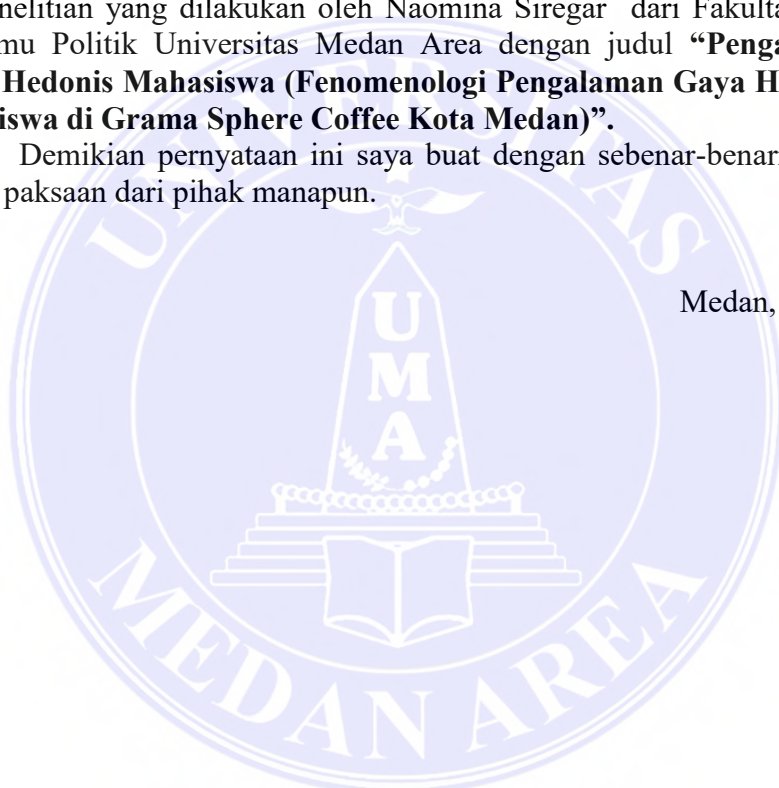 nelitian yang dilakukan oleh Naomina Siregar dari Fakulta
mu Politik Universitas Medan Area dengan judul “Penga
Hedonis Mahasiswa (Fenomenologi Pengalaman Gaya H
iswa di Grama Sphere Coffee Kota Medan)”.
Demikian pernyataan ini saya buat dengan sebenar-benar
paksaan dari pihak manapun.
Medan,
UNIVERSITAS
UMA
MEDAN AREA